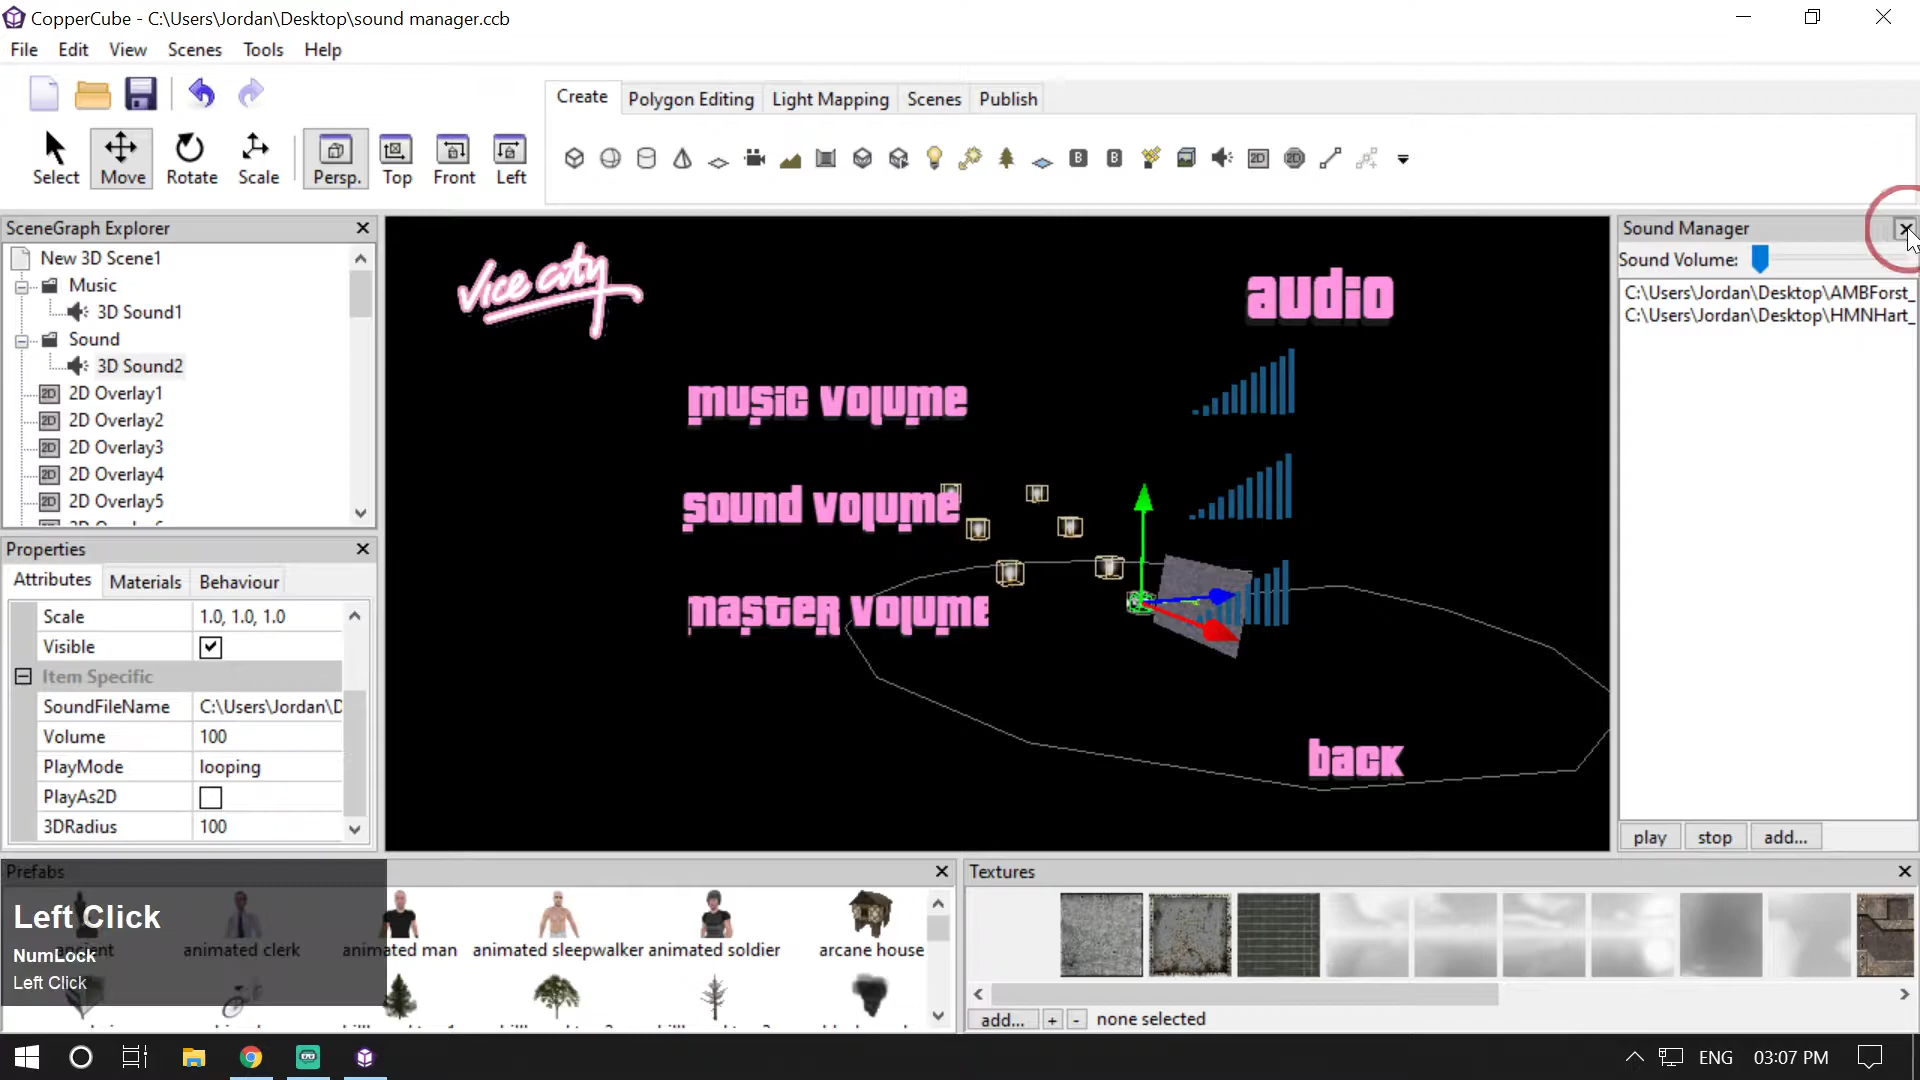 CopperCube - C:\Users\Jordan\Desktop\sound manager.ccb
File Edit View Scenes Tools Help
Create Polygon Editing Light Mapping Scenes Publish
Select Move Rotate Scale Persp. Top Front Left
SceneGraph Explorer
New 3D Scene1
Music
3D Sound1
Sound
3D Sound2
2D Overlay1
2D Overlay2
2D Overlay3
2D Overlay4
2D Overlay5
Properties
Attributes Materials Behaviour
Scale 1.0, 1.0, 1.0
Visible
Item Specific
SoundFileName C:\Users\Jordan\D
Volume 100
PlayMode looping
PlayAs2D
3DRadius 100
vice city
audio
music volume
sound volume
master volume
back
Sound Manager
Sound Volume:
C:\Users\Jordan\Desktop\AMBForst_
C:\Users\Jordan\Desktop\HMNHart_
play stop add...
Prefabs
ancient animated clerk animated man animated sleepwalker animated soldier arcane house
Left Click
NumLock
Left Click
Textures
add... + - none selected
ENG 03:07 PM